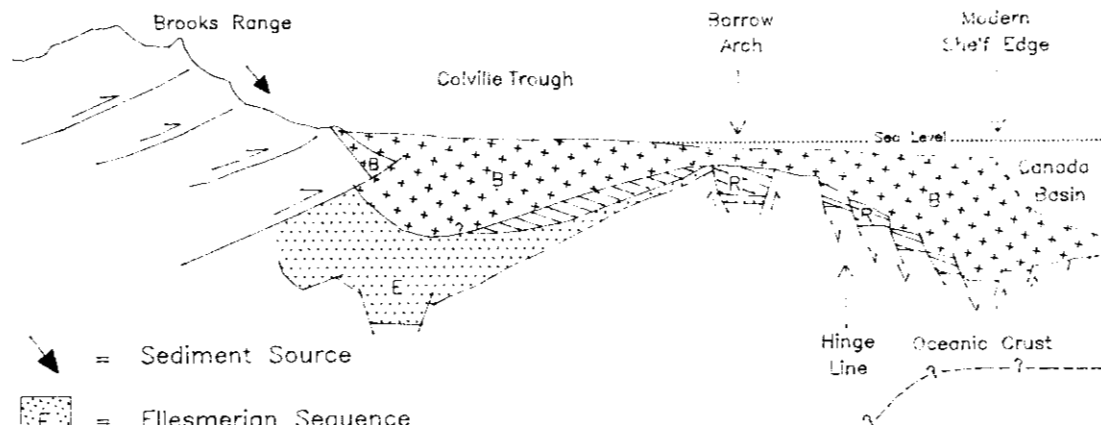 Brooks Range
Barrow
Arch
Modern
Shelf Edge
Colville Trough
Sea Level
B
B
R
B
Canada
Basin
?
R
?
E
Hinge
Line
Oceanic Crust
? ?
?
= Sediment Source
E = Ellesmerian Sequence